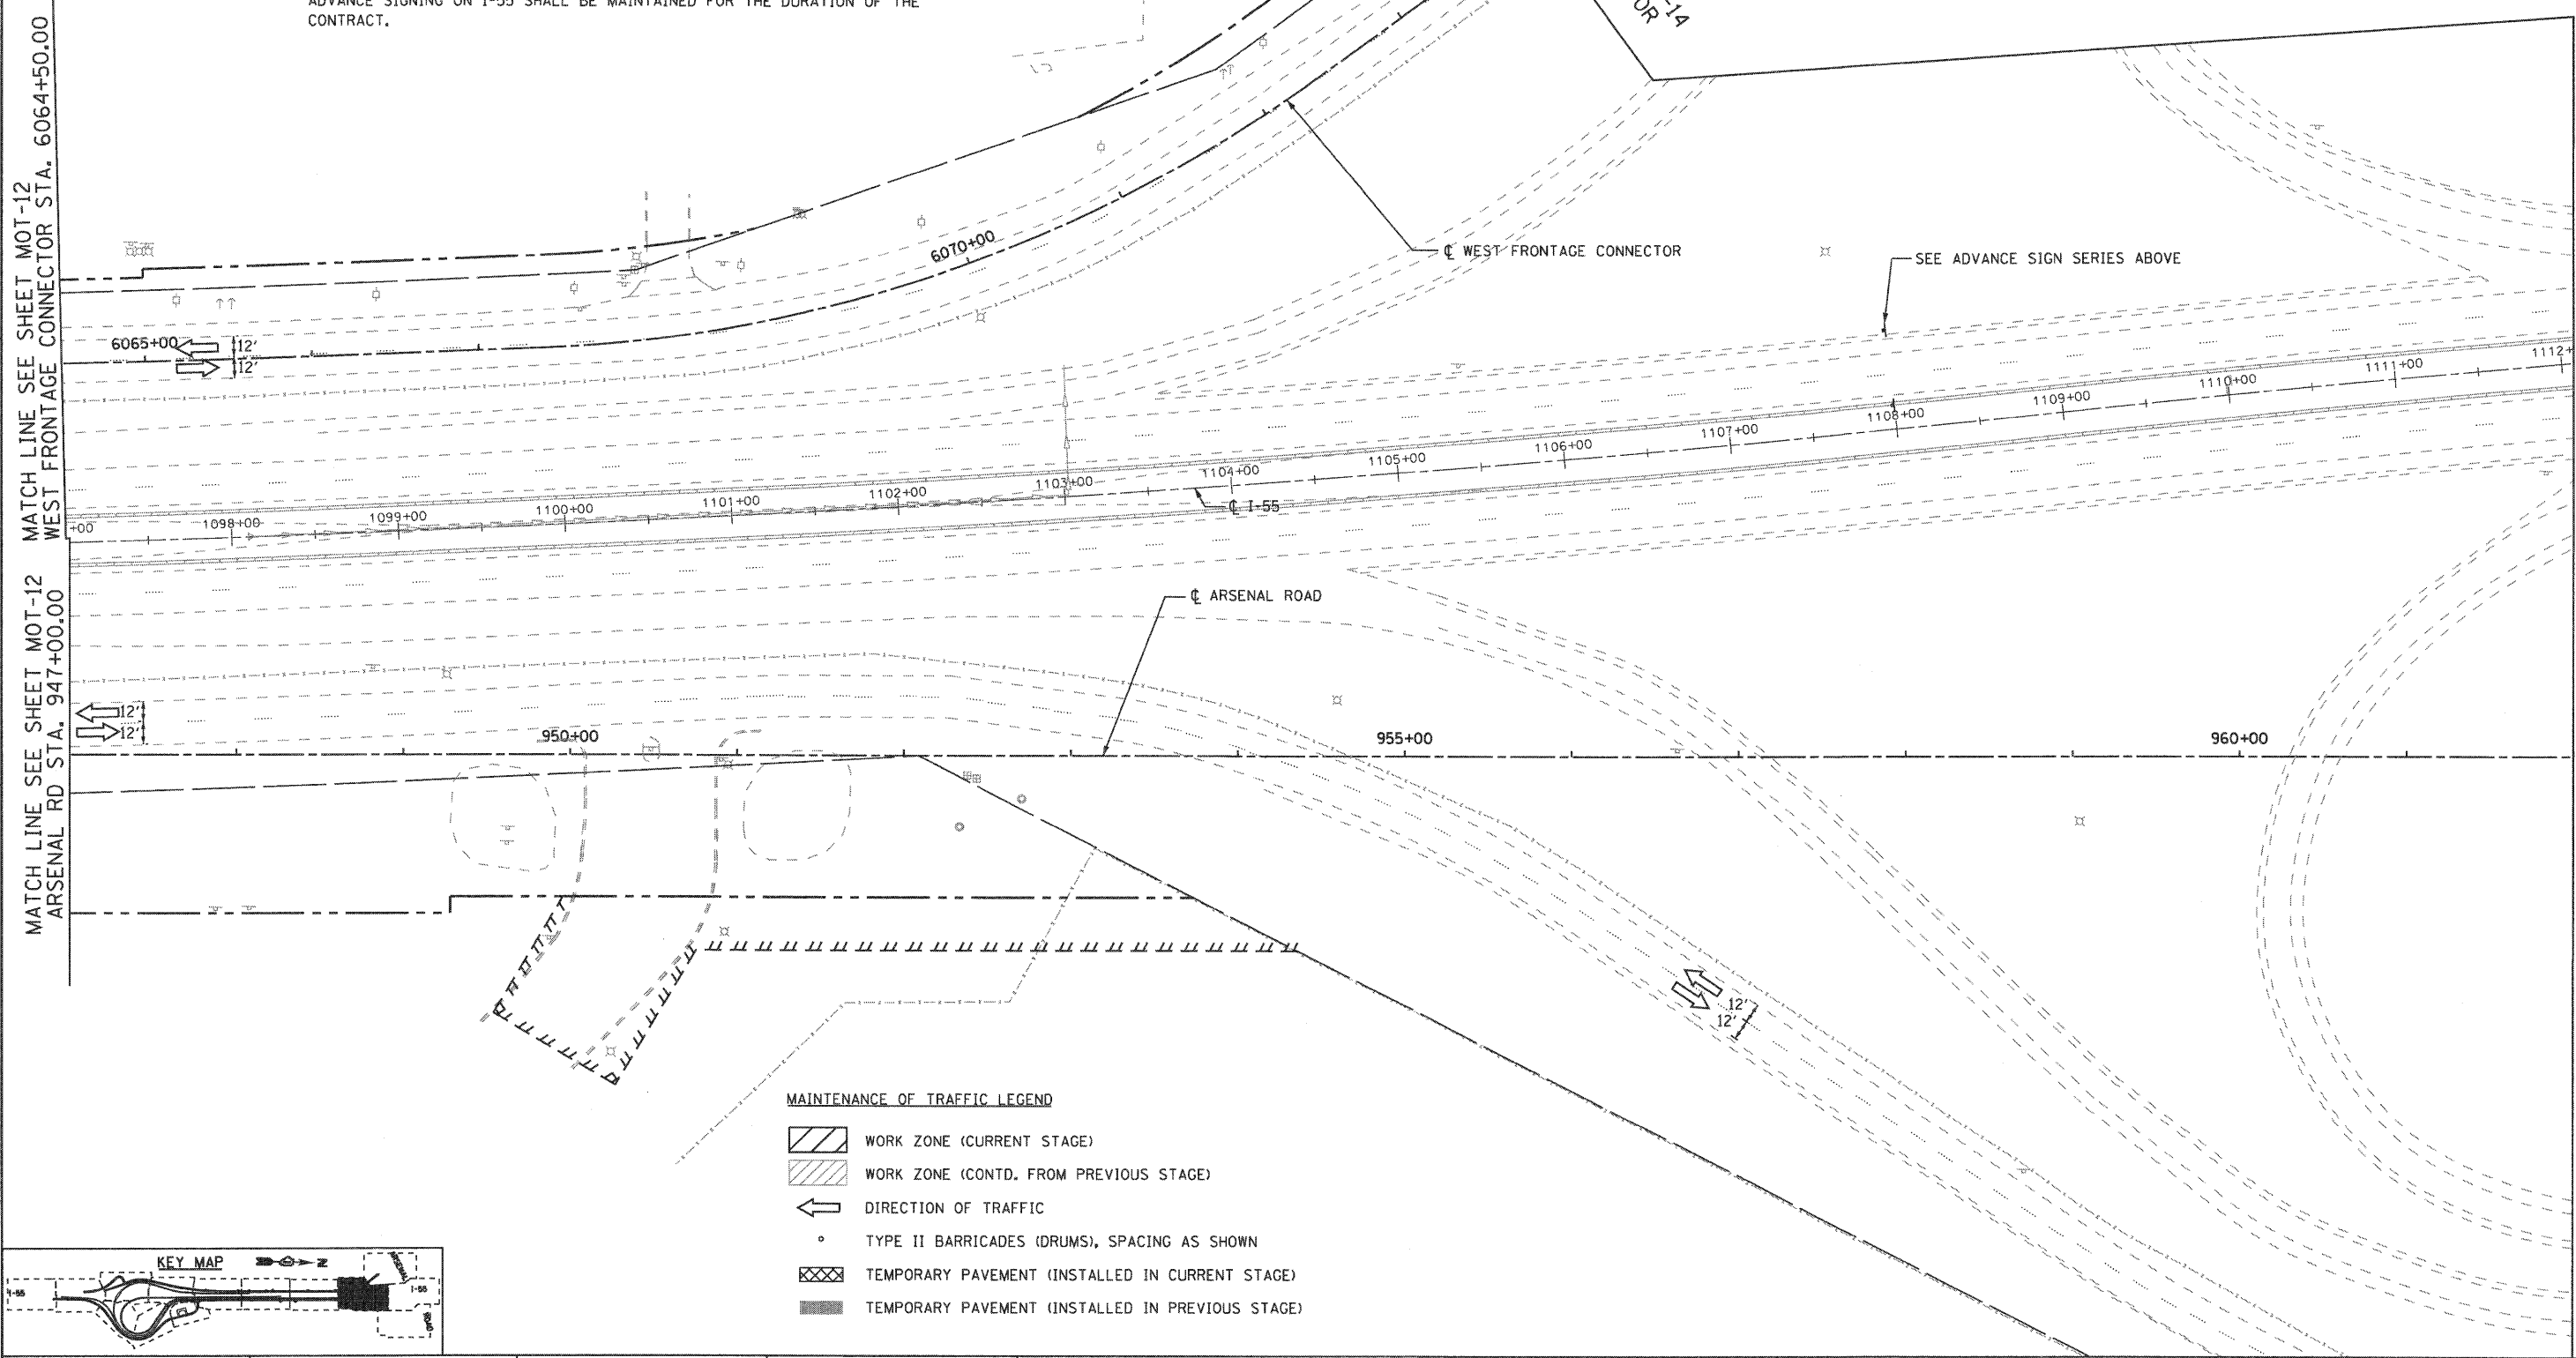 ADVANCE SIGNING ON I-55 SHALL BE MAINTAINED FOR THE DURATION OF THE
CONTRACT.
MATCH LINE SEE SHEET MOT-12
WEST FRONTAGE CONNECTOR STA. 6064+50.00
MATCH LINE SEE SHEET MOT-12
ARSENAL RD STA. 947+00.00
-14
OR
6070+00
℄ WEST FRONTAGE CONNECTOR
SEE ADVANCE SIGN SERIES ABOVE
6065+00
12'
12'
+00
1098+00
1099+00
1100+00
1101+00
1102+00
1103+00
1104+00
1105+00
1106+00
1107+00
1108+00
1109+00
1110+00
1111+00
1112+
℄ I-55
℄ ARSENAL ROAD
12'
12'
950+00
955+00
960+00
12'
12'
MAINTENANCE OF TRAFFIC LEGEND
WORK ZONE (CURRENT STAGE)
WORK ZONE (CONTD. FROM PREVIOUS STAGE)
DIRECTION OF TRAFFIC
TYPE II BARRICADES (DRUMS), SPACING AS SHOWN
TEMPORARY PAVEMENT (INSTALLED IN CURRENT STAGE)
TEMPORARY PAVEMENT (INSTALLED IN PREVIOUS STAGE)
KEY MAP
I-55
I-55